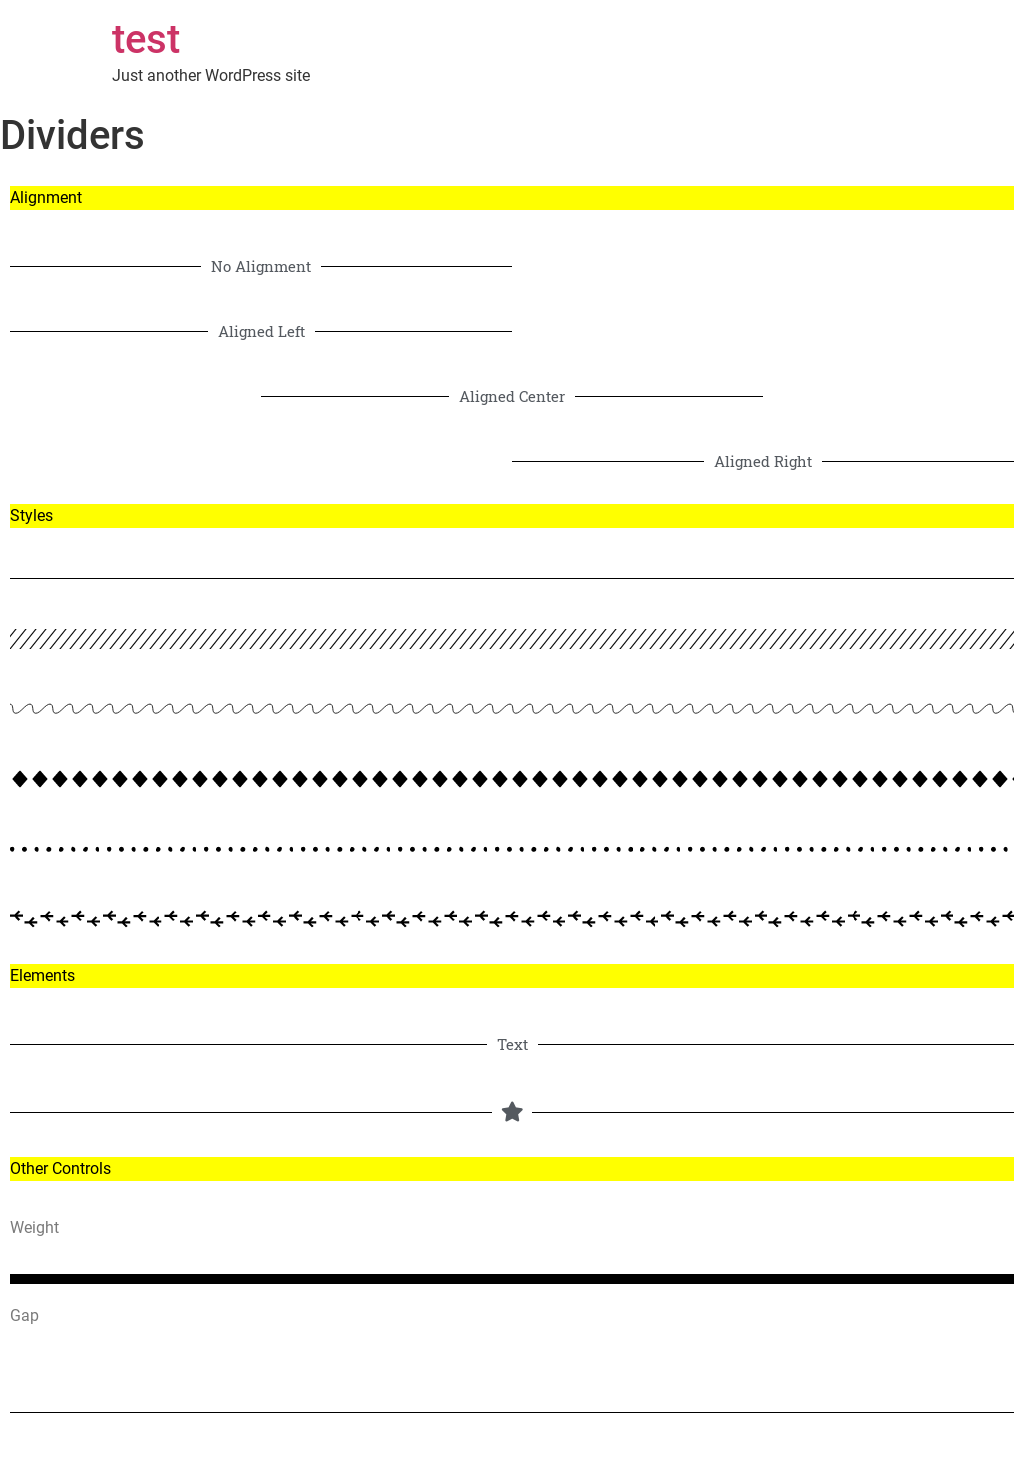 test
Just another WordPress site
Dividers
Alignment
No Alignment
Aligned Left
Aligned Center
Aligned Right
Styles
Elements
Text
Other Controls
Weight
Gap